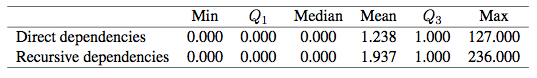 Min Q1 Median Mean Q3 Max
Direct dependencies 0.000 0.000 0.000 1.238 1.000 127.000
Recursive dependencies 0.000 0.000 0.000 1.937 1.000 236.000